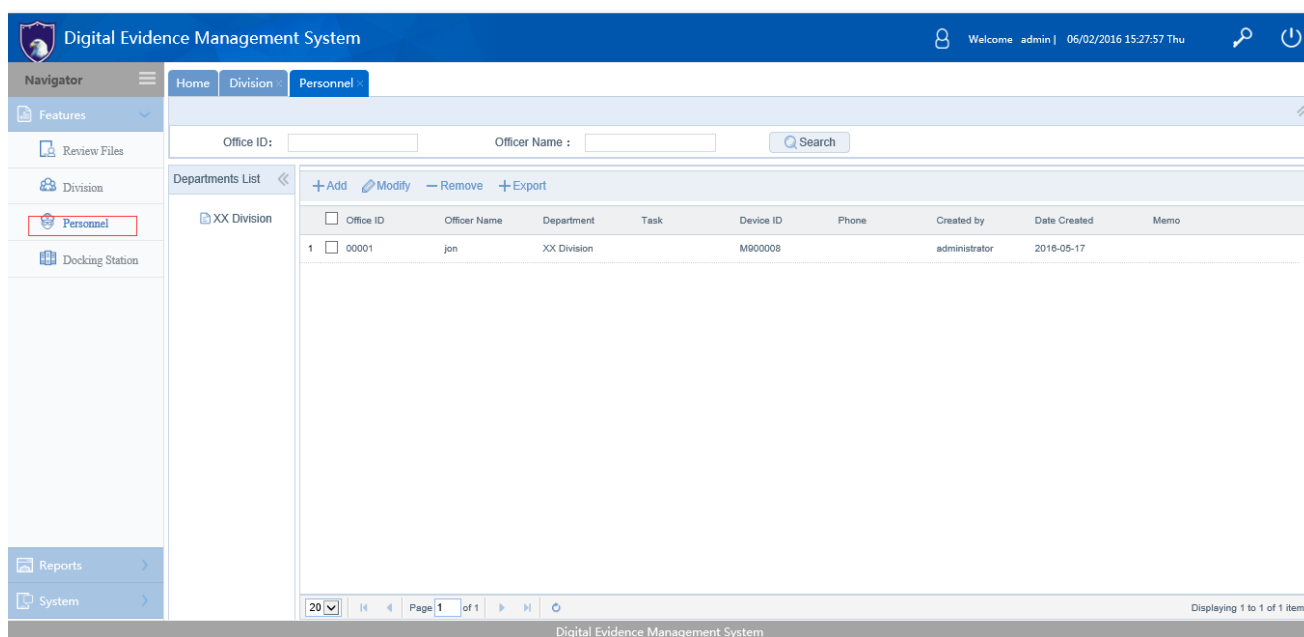 Digital Evidence Management System
Welcome admin | 06/02/2016 15:27:57 Thu
Navigator
Home
Division ×
Personnel ×
Features
Review Files
Division
Personnel
Docking Station
Reports
System
Office ID:
Officer Name :
Search
Departments List
XX Division
Add Modify Remove Export
Office ID Officer Name Department Task Device ID Phone Created by Date Created Memo
1 00001 jon XX Division M900008 administrator 2016-05-17
20 Page 1 of 1 Displaying 1 to 1 of 1 item
Digital Evidence Management System